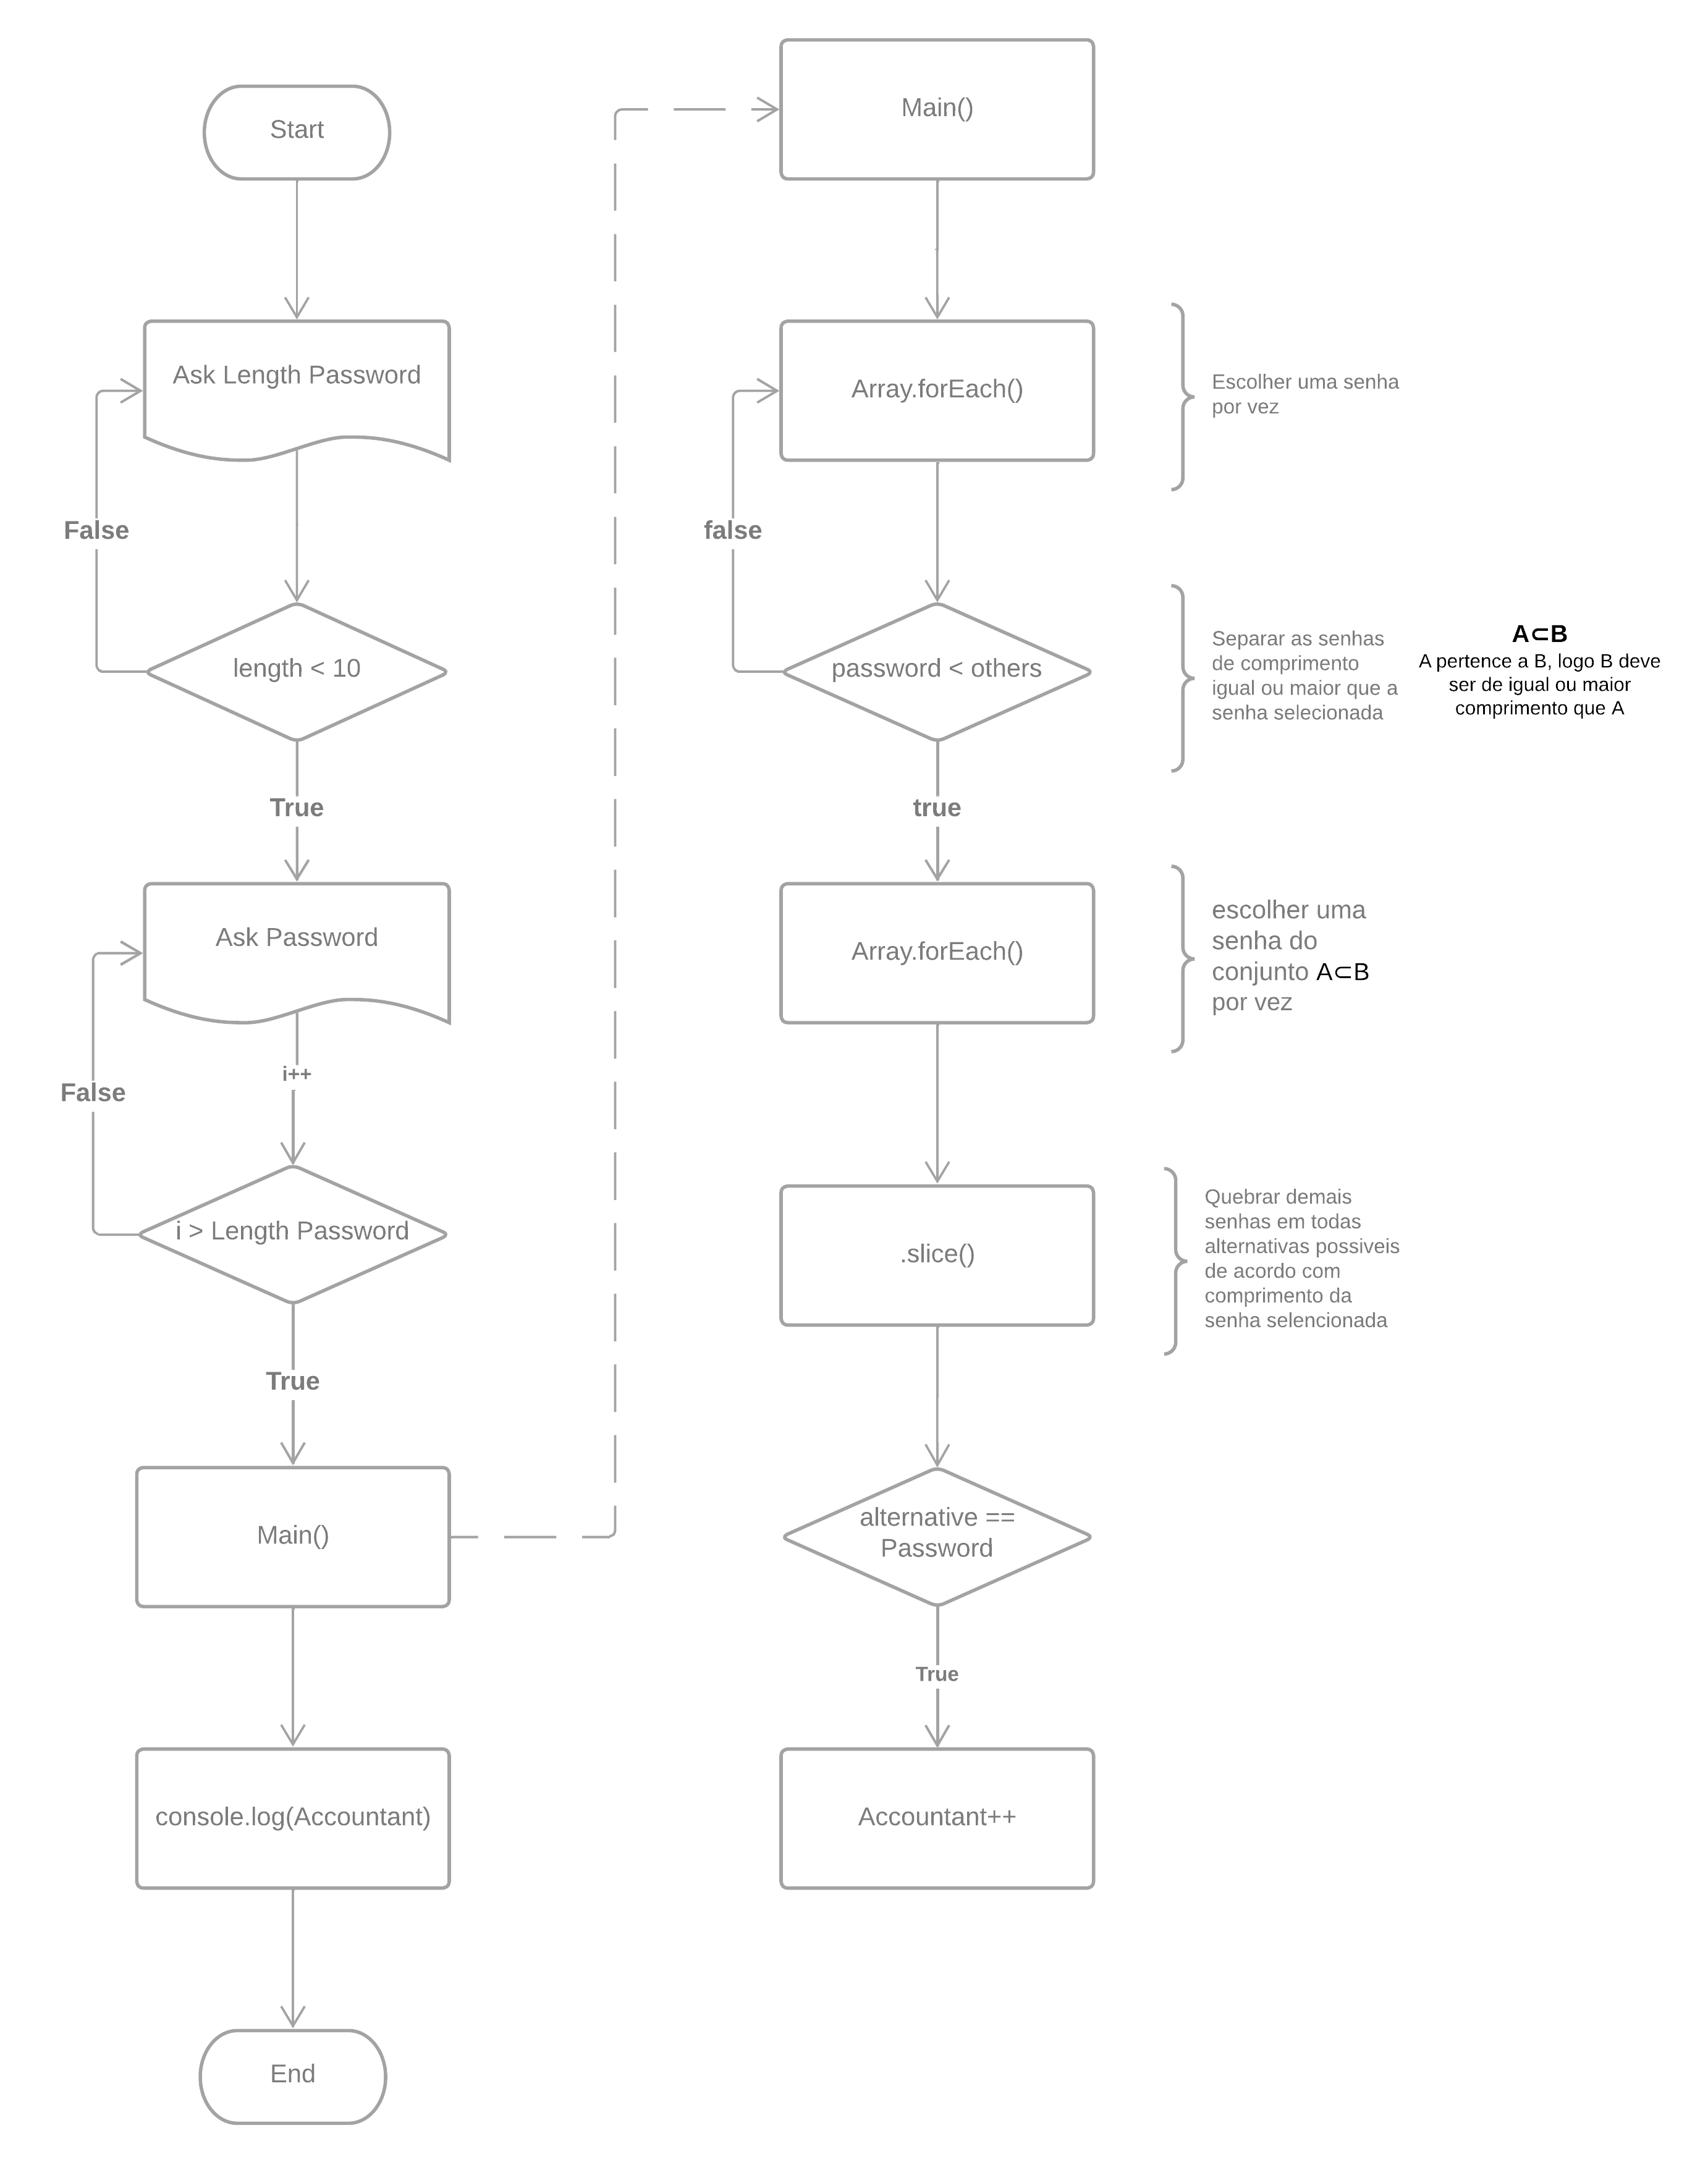 Start
Ask Length Password
False
length < 10
True
Ask Password
i++
False
i > Length Password
True
Main()
console.log(Accountant)
End
Main()
Array.forEach()
Escolher uma senha
por vez
false
password < others
Separar as senhas
de comprimento
igual ou maior que a
senha selecionada
A⊂B
A pertence a B, logo B deve
ser de igual ou maior
comprimento que A
true
Array.forEach()
escolher uma
senha do
conjunto A⊂B
por vez
.slice()
Quebrar demais
senhas em todas
alternativas possiveis
de acordo com
comprimento da
senha selencionada
alternative ==
Password
True
Accountant++